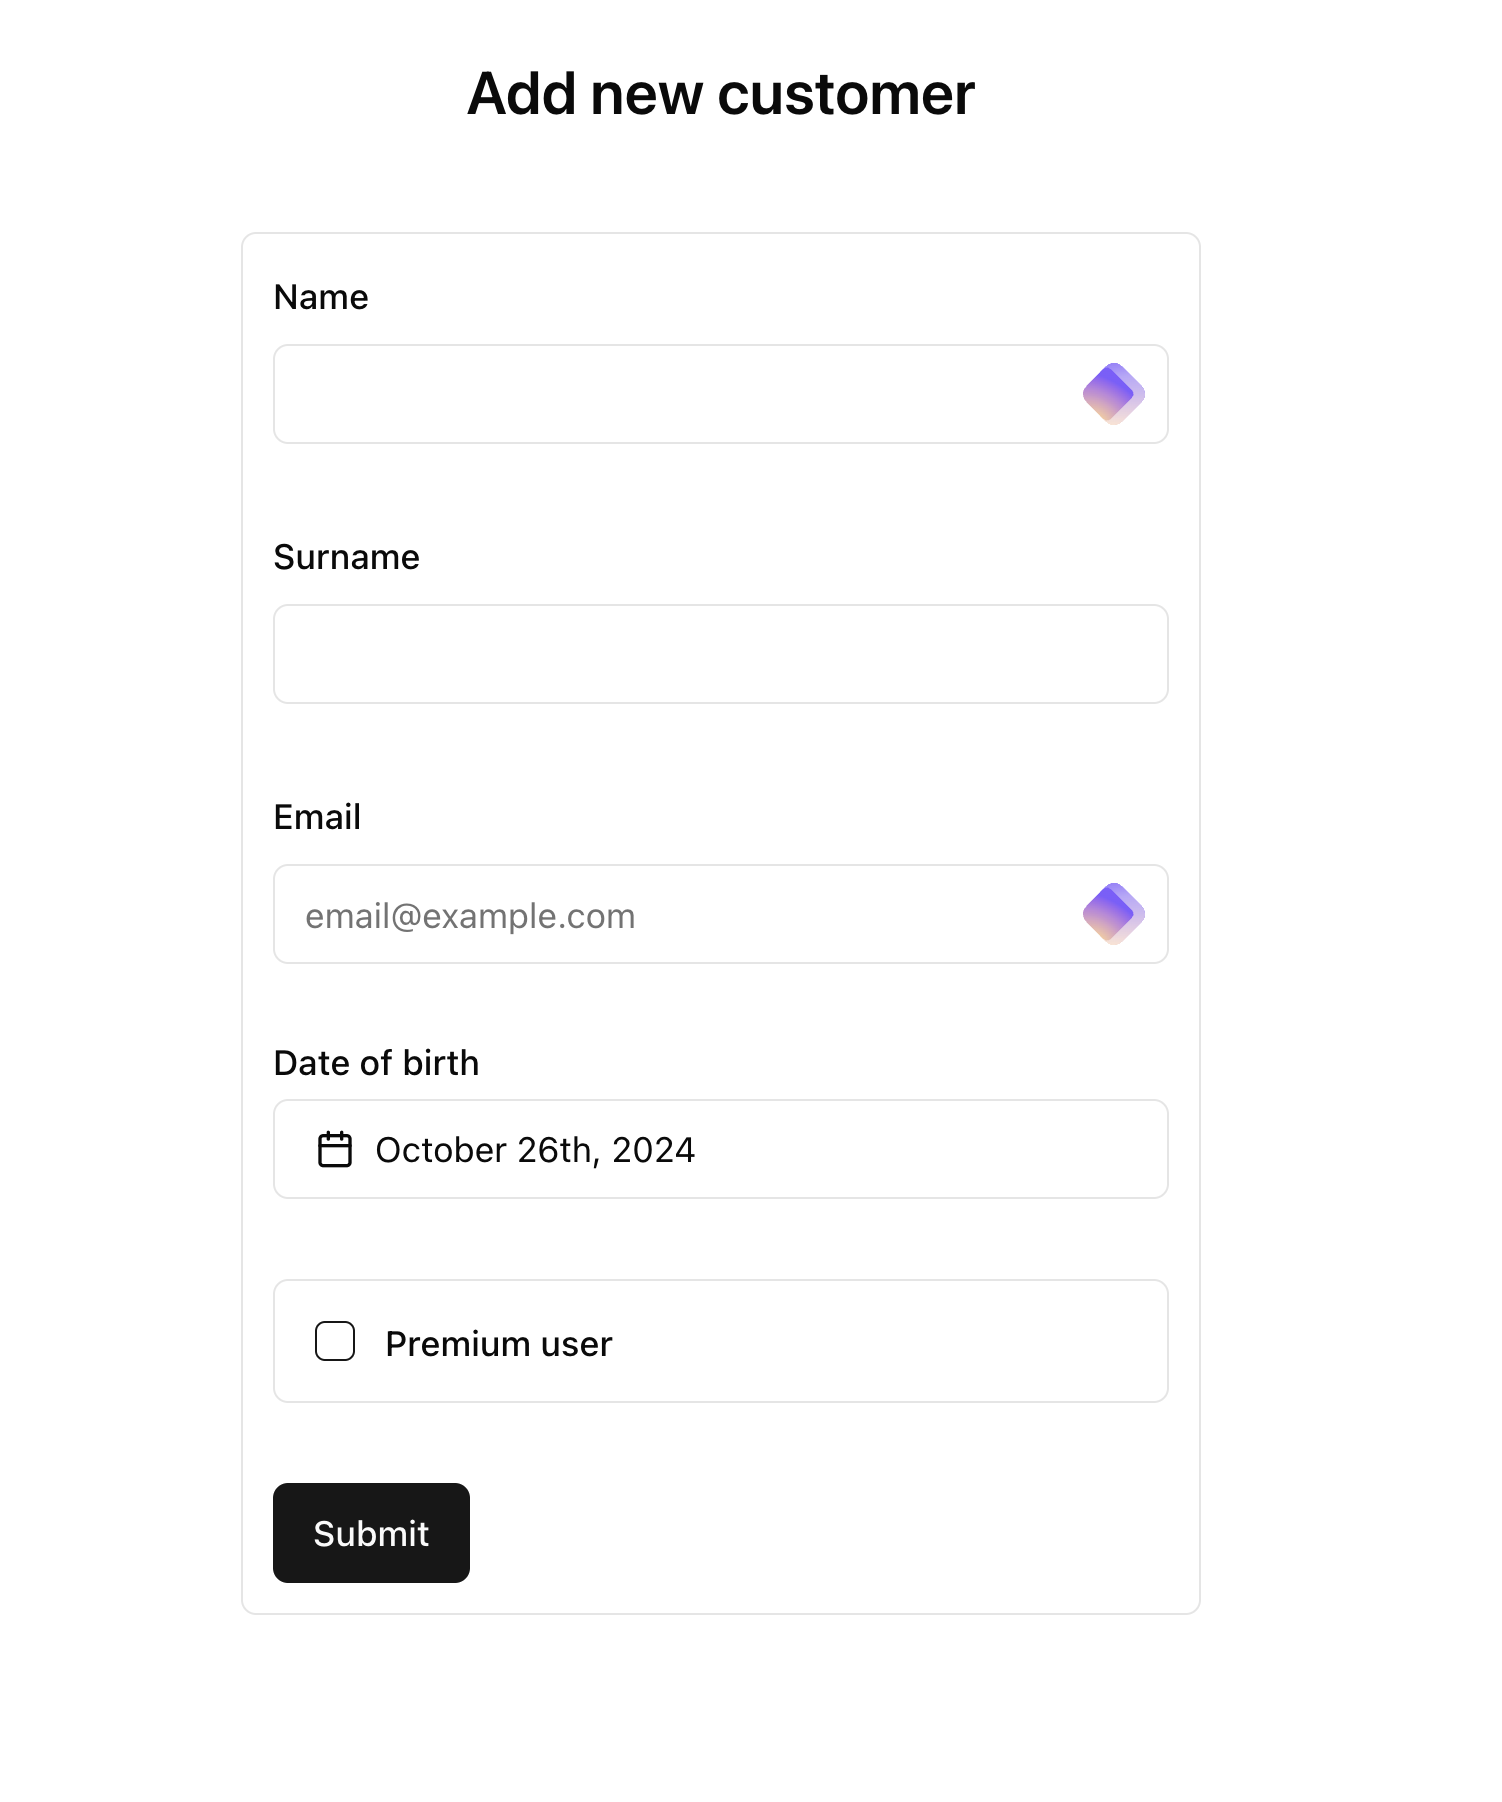 Add new customer
Name
Surname
Email
email@example.com
Date of birth
October 26th, 2024
Premium user
Submit